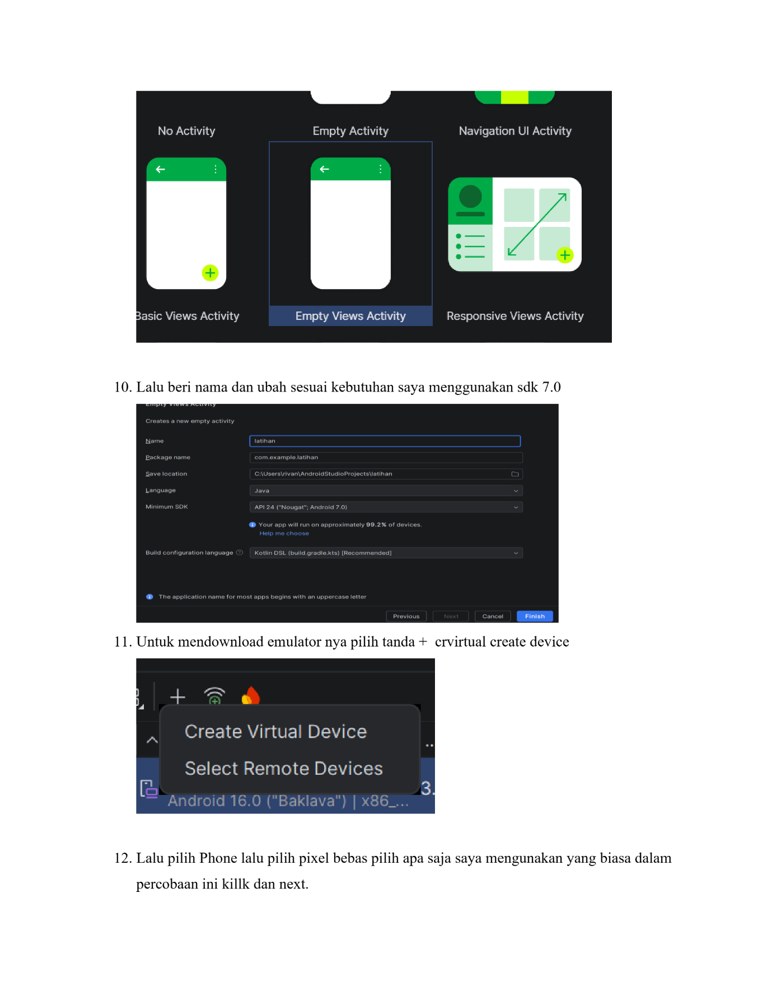 No Activity Empty Activity Navigation UI Activity
Basic Views Activity Empty Views Activity Responsive Views Activity
10. Lalu beri nama dan ubah sesuai kebutuhan saya menggunakan sdk 7.0
Empty Views Activity
Creates a new empty activity
Name latihan
Package name com.example.latihan
Save location C:\Users\rivan\AndroidStudioProjects\latihan
Language Java
Minimum SDK API 24 ("Nougat"; Android 7.0)
Your app will run on approximately 99.2% of devices.
Help me choose
Build configuration language Kotlin DSL (build.gradle.kts) [Recommended]
The application name for most apps begins with an uppercase letter
Previous Next Cancel Finish
11. Untuk mendownload emulator nya pilih tanda + crvirtual create device
Create Virtual Device
Select Remote Devices
3.
Android 16.0 ("Baklava") | x86_...
12. Lalu pilih Phone lalu pilih pixel bebas pilih apa saja saya mengunakan yang biasa dalam
percobaan ini killk dan next.